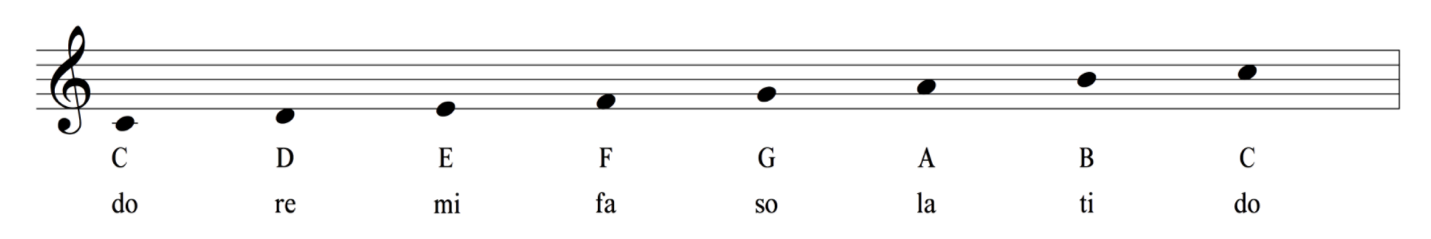 C D E F G A B C
do re mi fa so la ti do